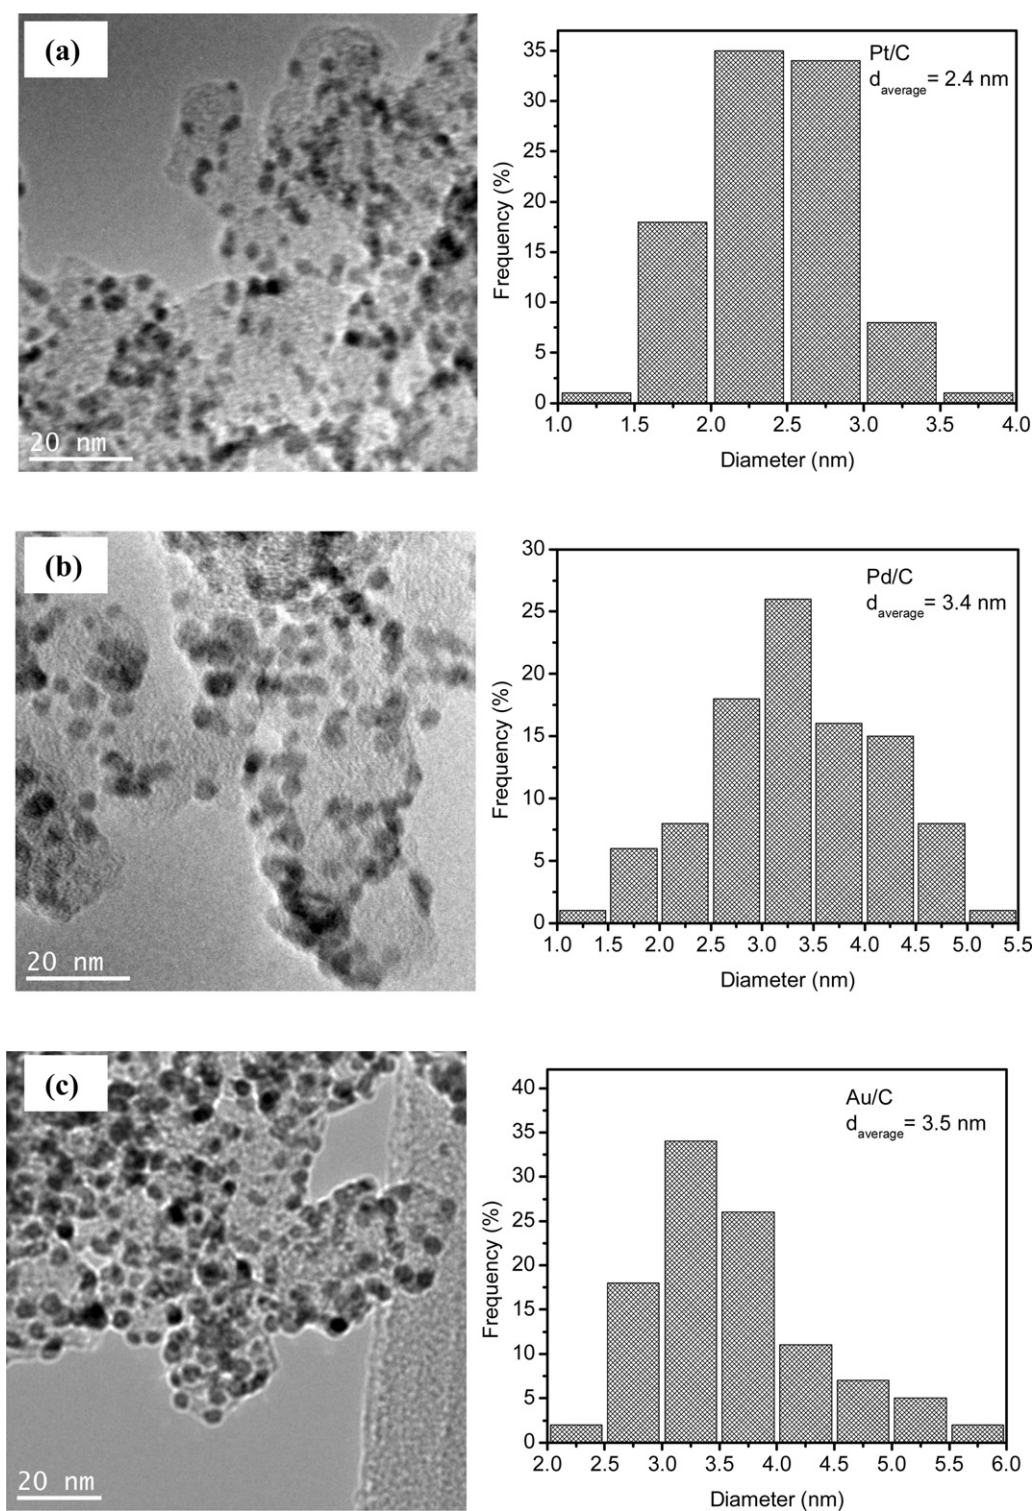 (a)
20 nm
Pt/C
d average = 2.4 nm
Frequency (%)
35
30
25
20
15
10
5
0
1.0 1.5 2.0 2.5 3.0 3.5 4.0
Diameter (nm)
(b)
20 nm
Pd/C
d average = 3.4 nm
Frequency (%)
30
25
20
15
10
5
0
1.0 1.5 2.0 2.5 3.0 3.5 4.0 4.5 5.0 5.5
Diameter (nm)
(c)
20 nm
Au/C
d average = 3.5 nm
Frequency (%)
40
35
30
25
20
15
10
5
0
2.0 2.5 3.0 3.5 4.0 4.5 5.0 5.5 6.0
Diameter (nm)